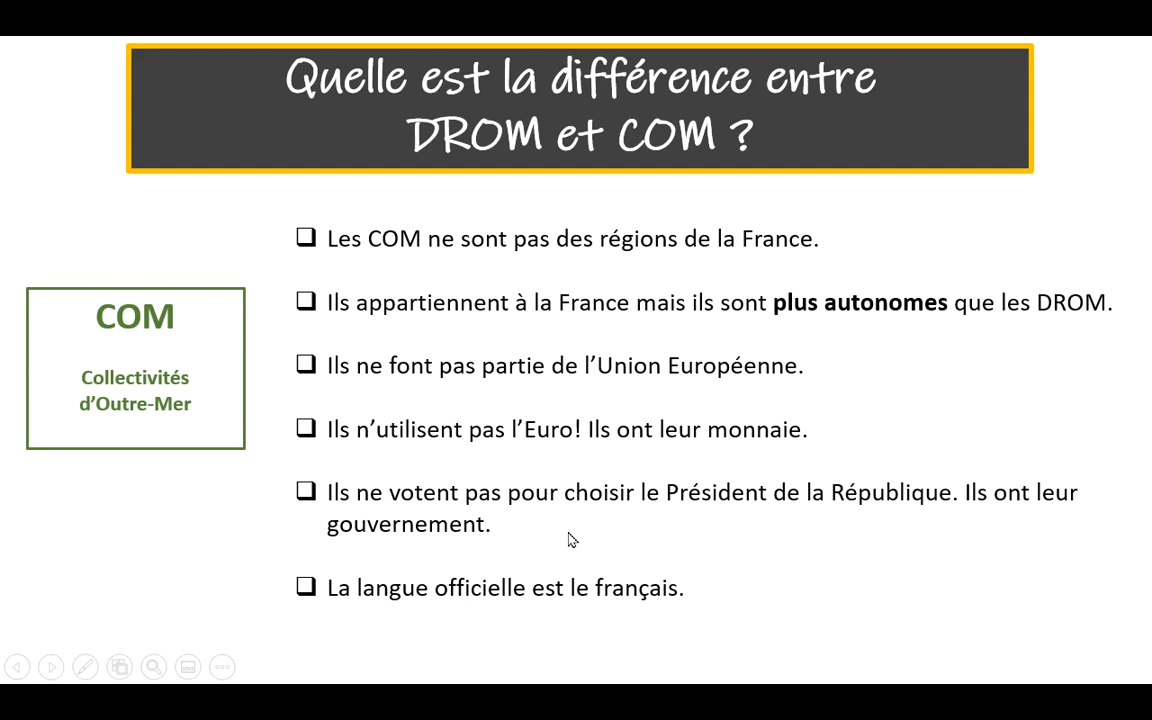 Quelle est la différence entre
DROM et COM ?
COM
Collectivités
d’Outre-Mer
❑ Les COM ne sont pas des régions de la France.
❑ Ils appartiennent à la France mais ils sont plus autonomes que les DROM.
❑ Ils ne font pas partie de l’Union Européenne.
❑ Ils n’utilisent pas l’Euro! Ils ont leur monnaie.
❑ Ils ne votent pas pour choisir le Président de la République. Ils ont leur
gouvernement.
❑ La langue officielle est le français.